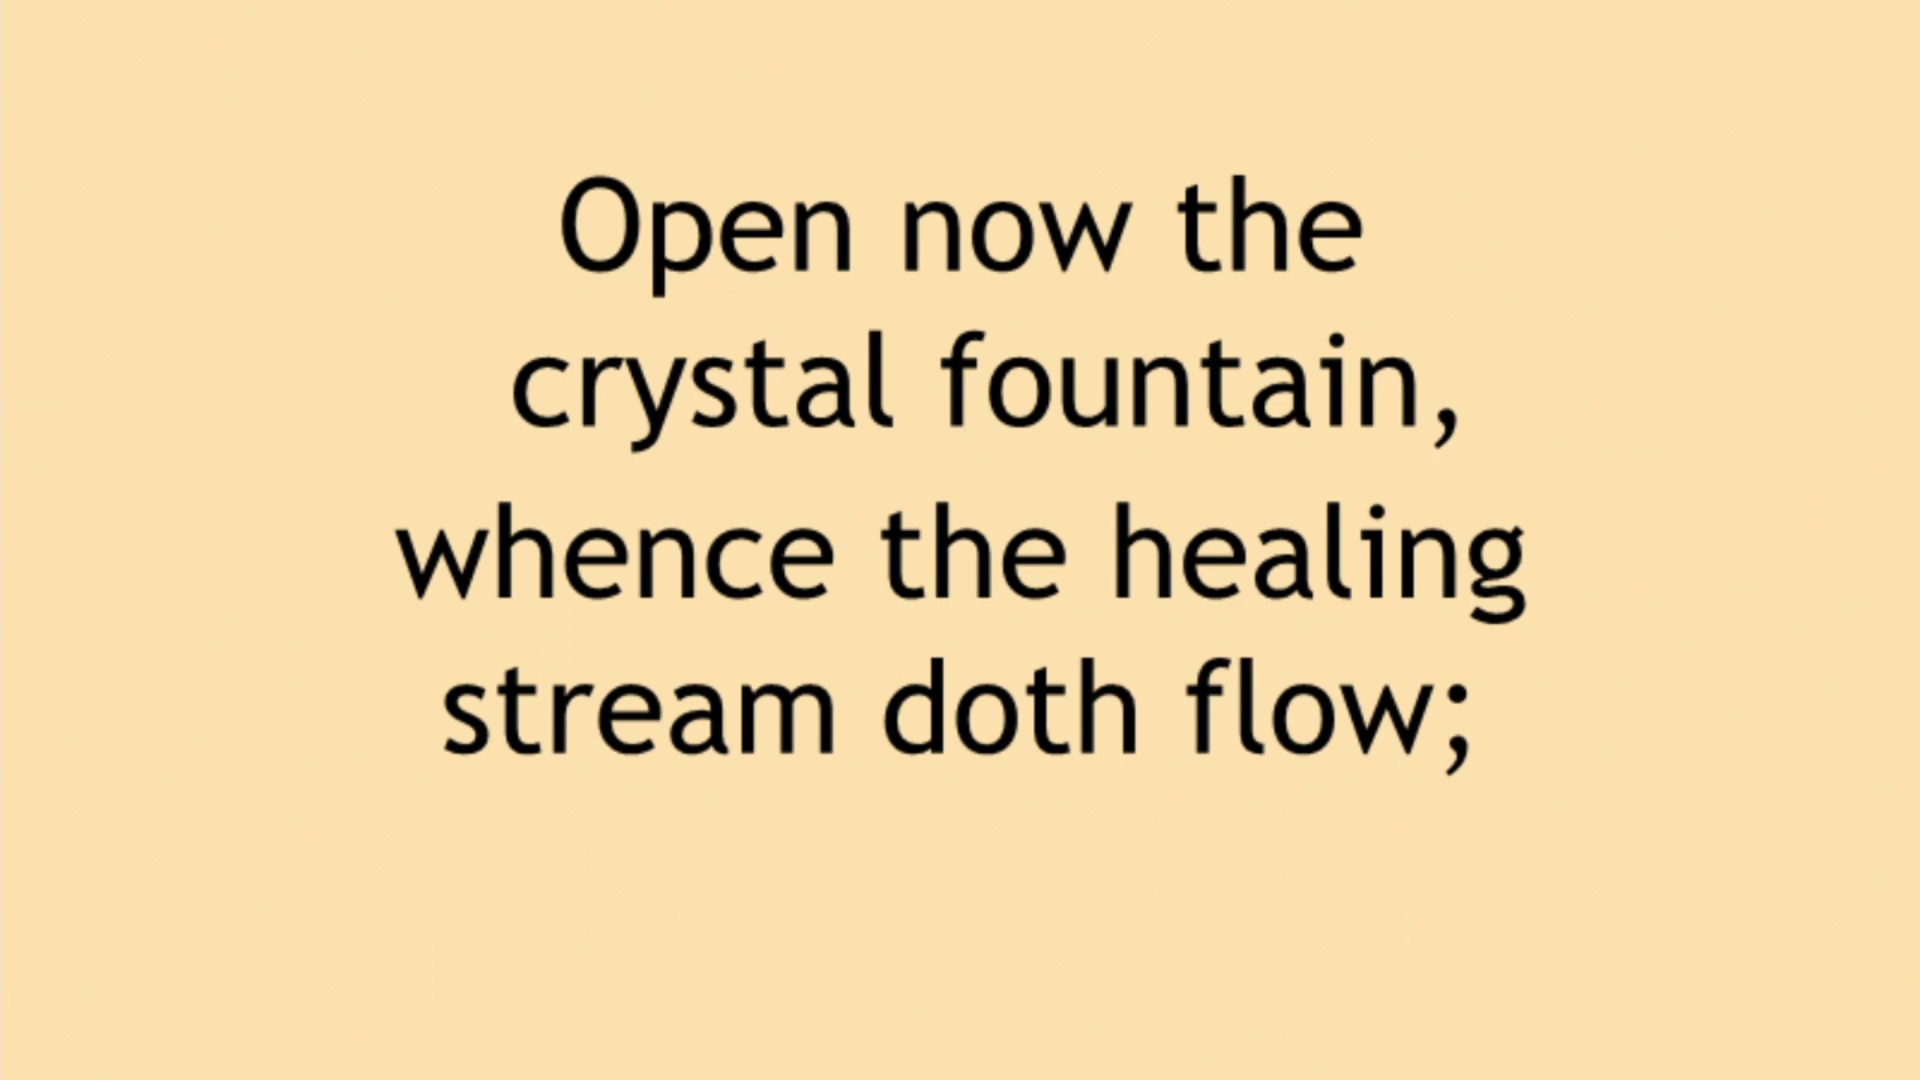 Open now the
crystal fountain,
whence the healing
stream doth flow;